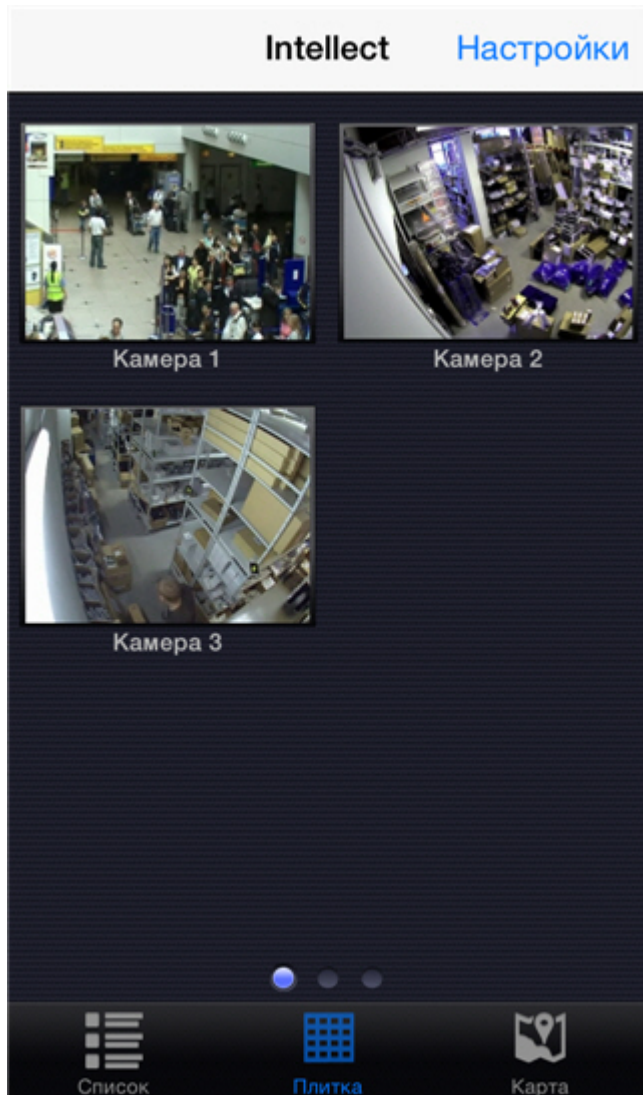 Intellect Настройки
Камера 1 Камера 2
Камера 3
Список Плитка Карта